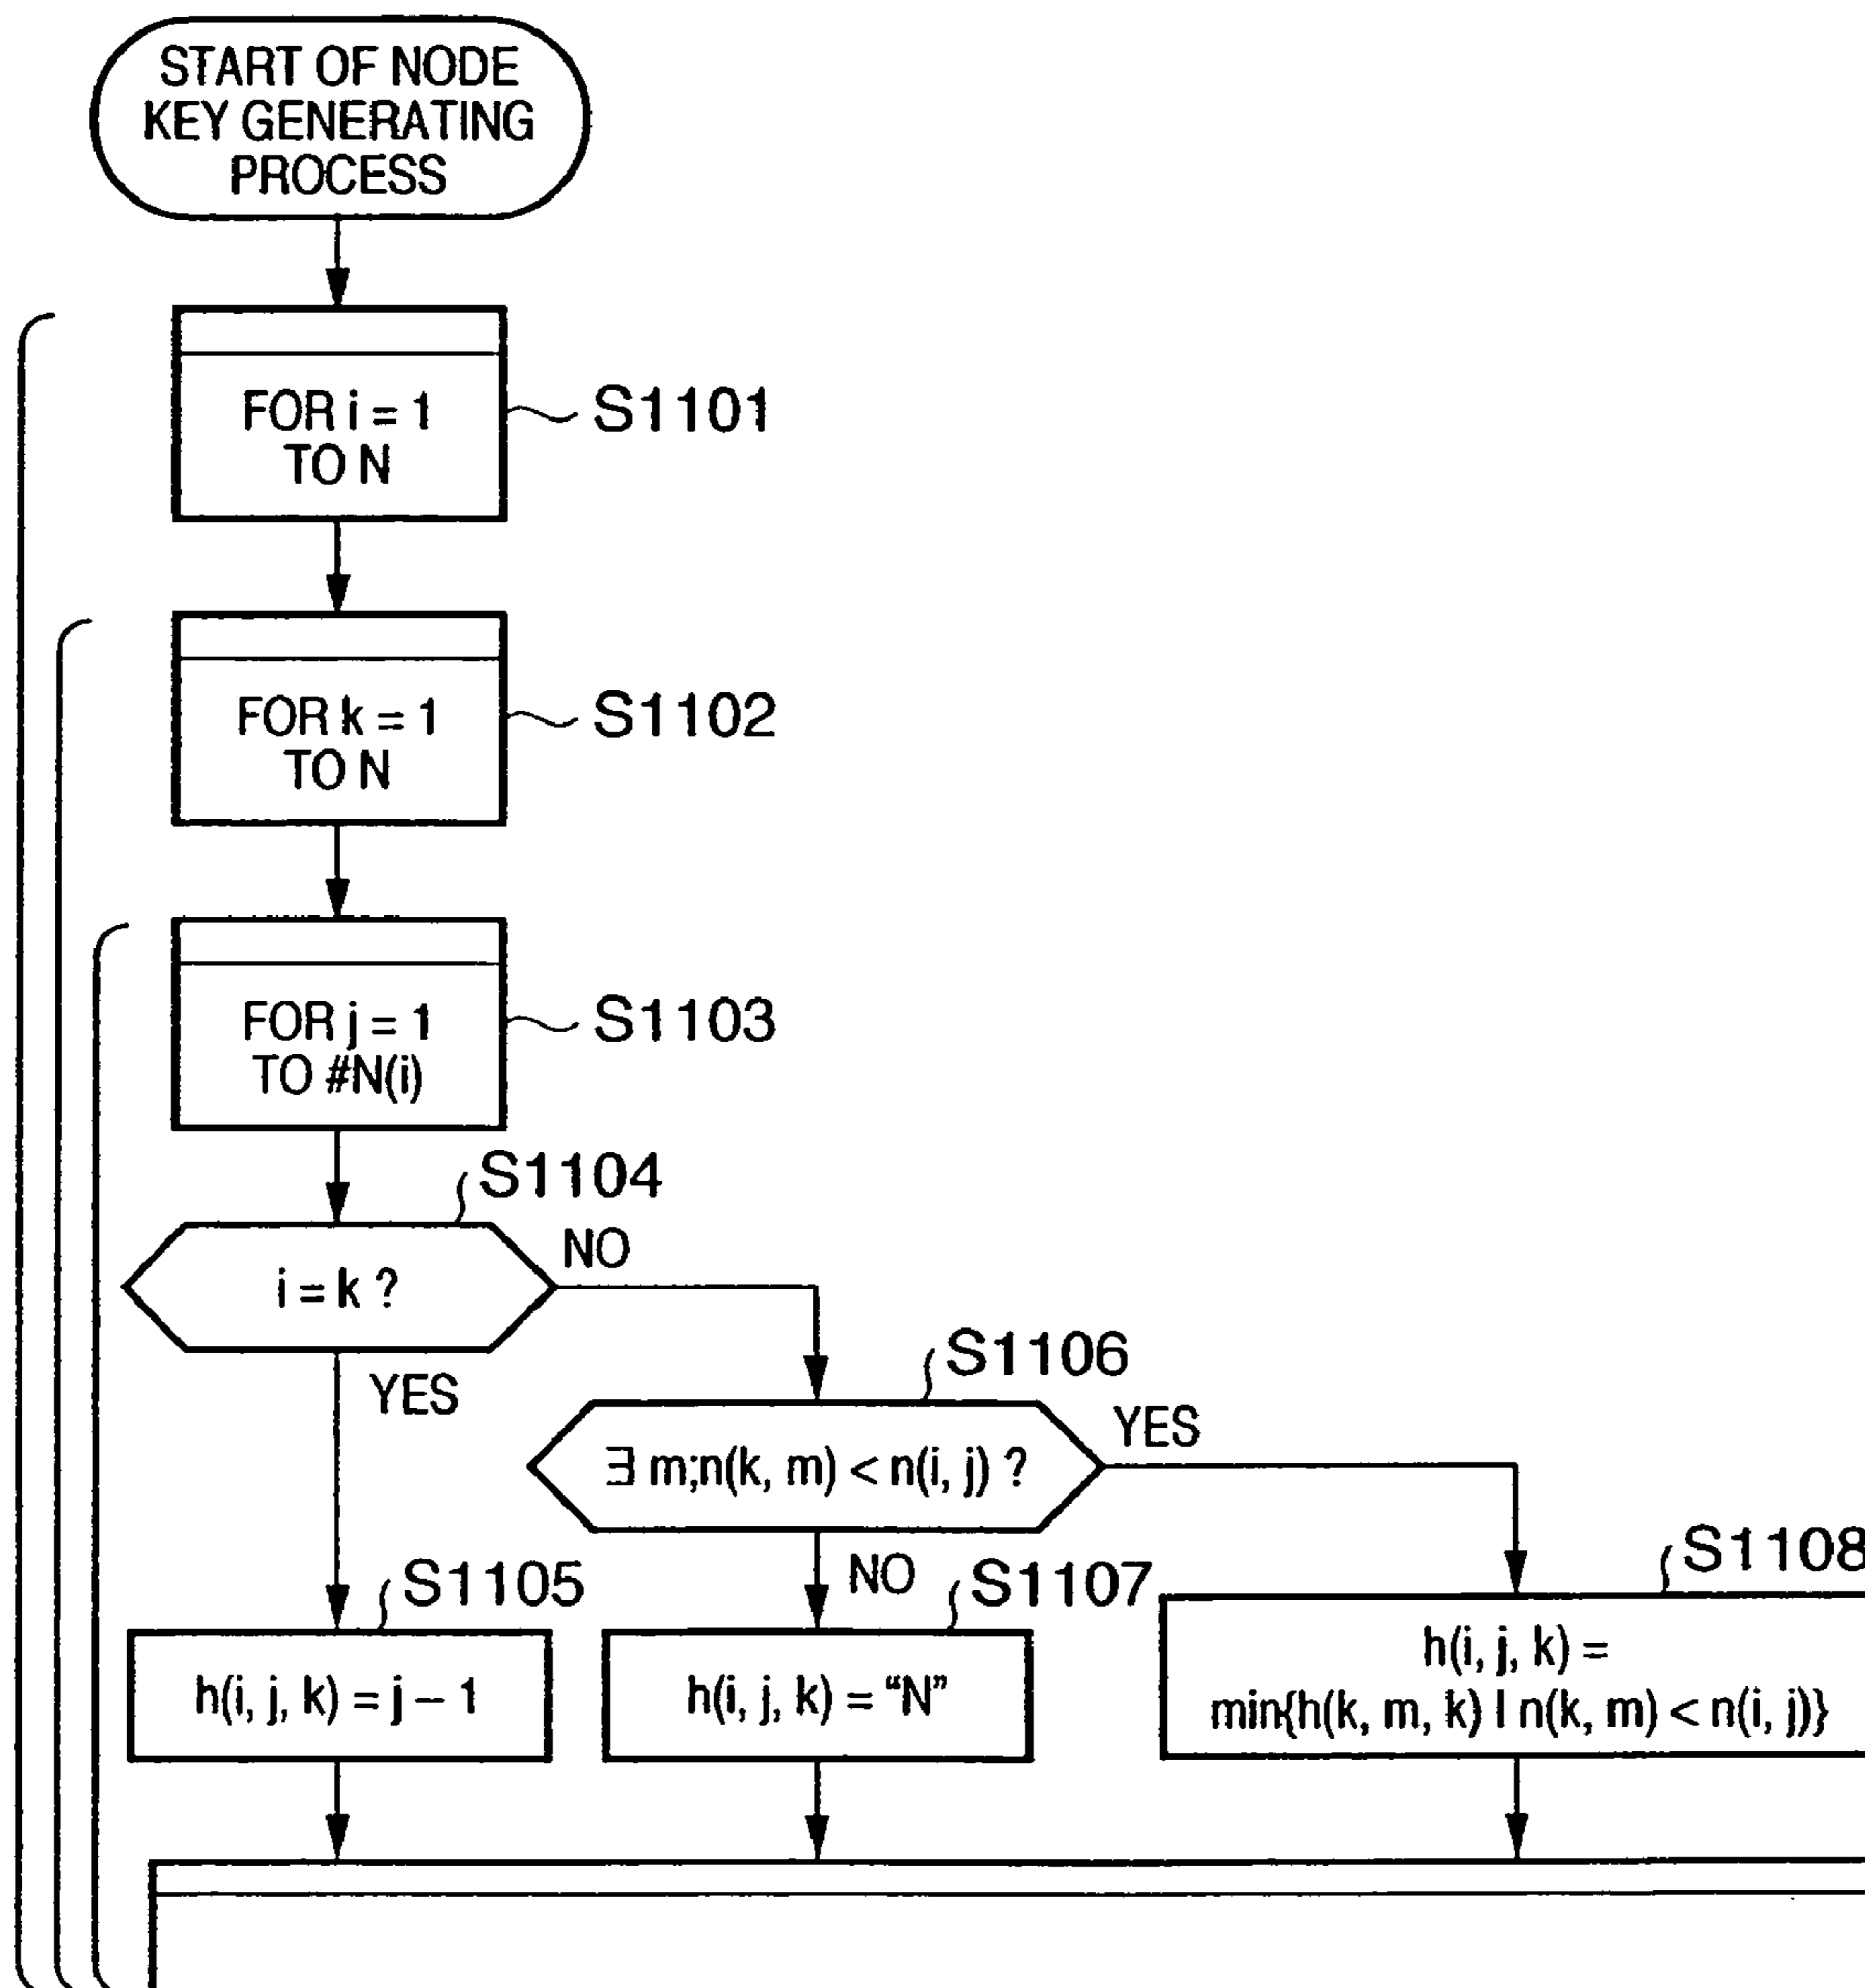 START OF NODE
KEY GENERATING
PROCESS
FOR i = 1
TO N
S1101
FOR k = 1
TO N
S1102
FOR j = 1
TO #N(i)
S1103
S1104
i = k ?
NO
YES
S1106
∃ m;n(k, m) < n(i, j) ?
YES
NO
S1105
h(i, j, k) = j – 1
S1107
h(i, j, k) = “N”
S1108
h(i, j, k) =
min{h(k, m, k) | n(k, m) < n(i, j)}